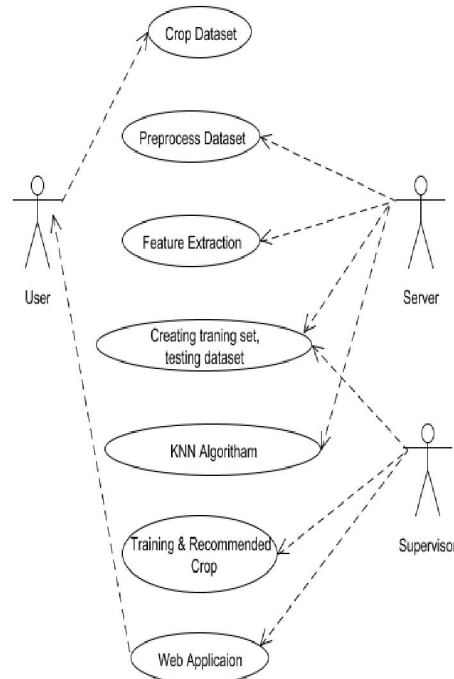 Crop Dataset
Preprocess Dataset
User
Feature Extraction
Server
Creating traning set,
testing dataset
KNN Algoritham
Supervisor
Training & Recommended
Crop
Web Applicaion